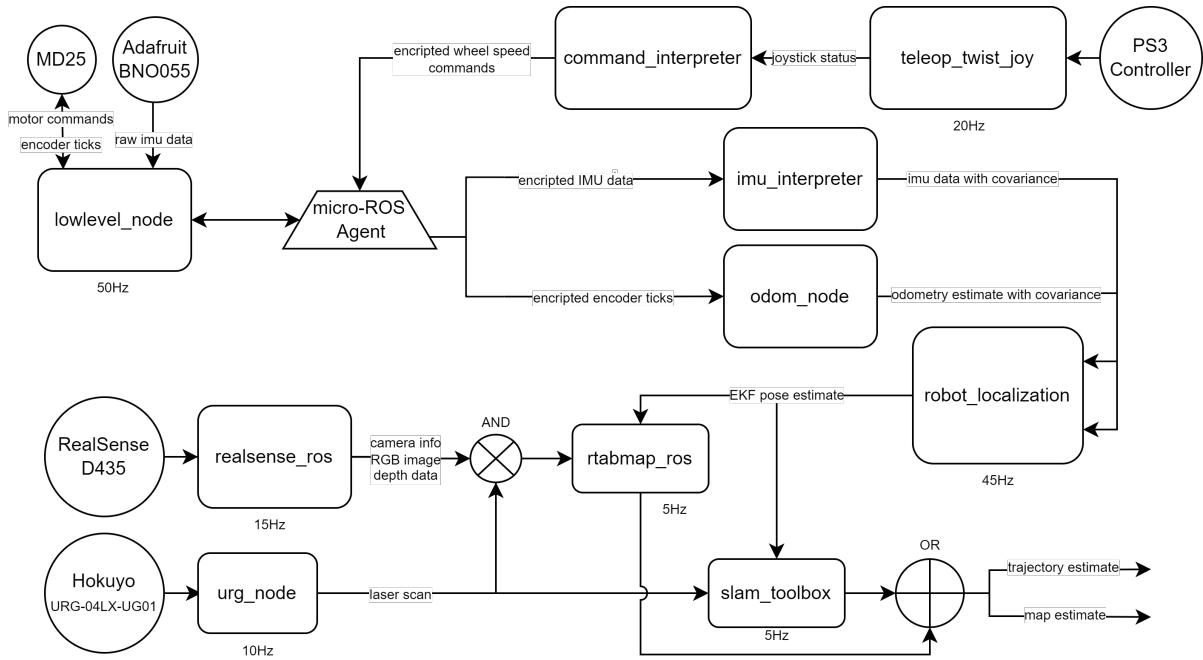 MD25
Adafruit
BNO055
encripted wheel speed
commands
command_interpreter
joystick status
teleop_twist_joy
PS3
Controller
motor commands
encoder ticks
raw imu data
20Hz
lowlevel_node
50Hz
micro-ROS
Agent
encripted IMU data
imu_interpreter
imu data with covariance
encripted encoder ticks
odom_node
odometry estimate with covariance
EKF pose estimate
robot_localization
45Hz
RealSense
D435
realsense_ros
15Hz
camera info
RGB image
depth data
AND
rtabmap_ros
5Hz
Hokuyo
URG-04LX-UG01
urg_node
10Hz
laser scan
slam_toolbox
5Hz
OR
trajectory estimate
map estimate